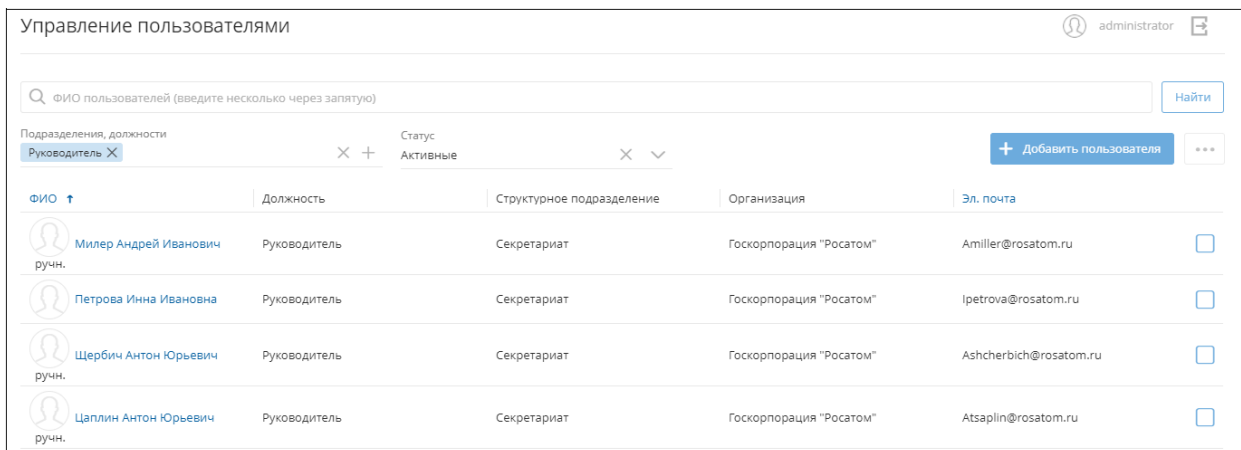 Управление пользователями
administrator
ФИО пользователей (введите несколько через запятую)
Найти
Подразделения, должности
Статус
Руководитель
Активные
Добавить пользователя
ФИО Должность Структурное подразделение Организация Эл. почта
Милер Андрей Иванович Руководитель Секретариат Госкорпорация "Росатом" Amiller@rosatom.ru
ручн.
Петрова Инна Ивановна Руководитель Секретариат Госкорпорация "Росатом" Ipetrova@rosatom.ru
Щербич Антон Юрьевич Руководитель Секретариат Госкорпорация "Росатом" Ashcherbich@rosatom.ru
ручн.
Цаплин Антон Юрьевич Руководитель Секретариат Госкорпорация "Росатом" Atsaplin@rosatom.ru
ручн.